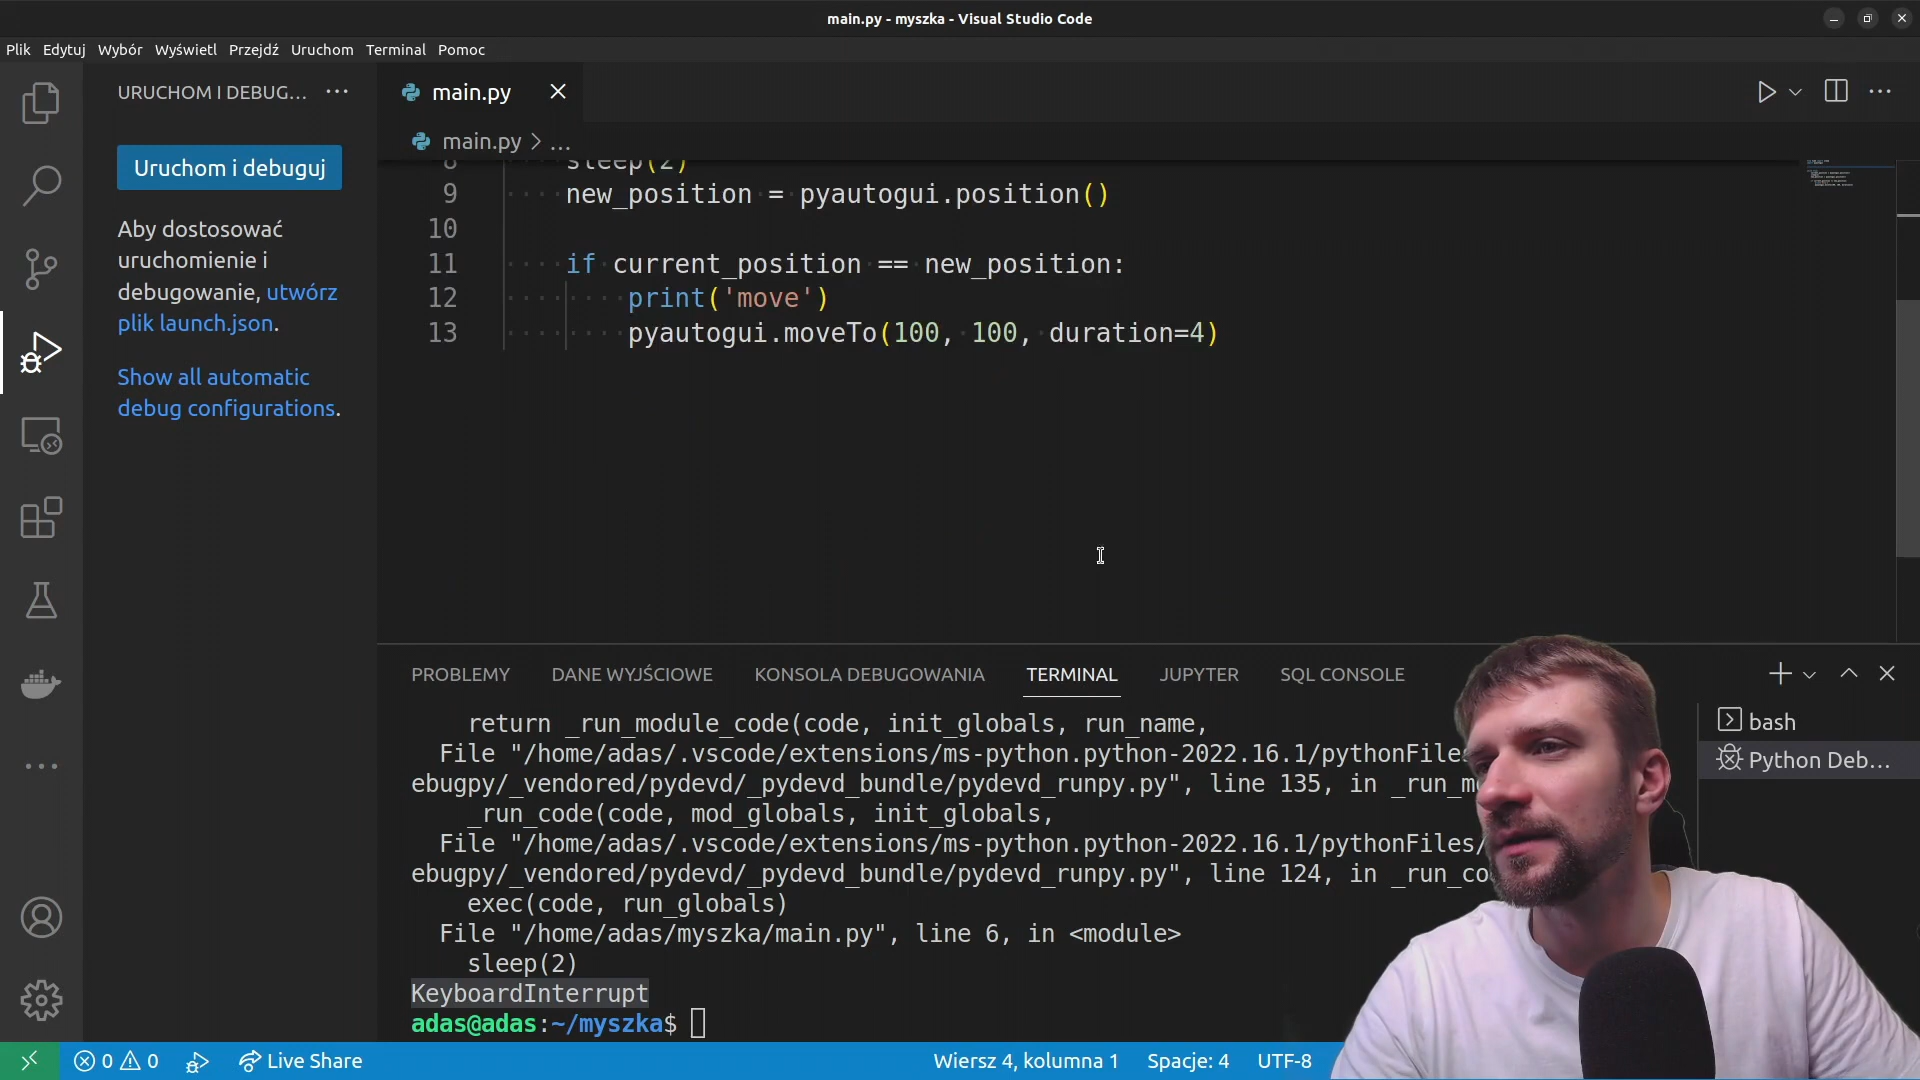 main.py - myszka - Visual Studio Code
Plik Edytuj Wybór Wyświetl Przejdź Uruchom Terminal Pomoc
URUCHOM I DEBUG... ···
main.py
main.py > ...
Uruchom i debuguj
Aby dostosować
uruchomienie i
debugowanie, utwórz
plik launch.json.
Show all automatic
debug configurations.
8 sleep(2)
9 new_position = pyautogui.position()
10
11 if current_position == new_position:
12 print('move')
13 pyautogui.moveTo(100, 100, duration=4)
PROBLEMY DANE WYJŚCIOWE KONSOLA DEBUGOWANIA TERMINAL JUPYTER SQL CONSOLE
return _run_module_code(code, init_globals, run_name,
File "/home/adas/.vscode/extensions/ms-python.python-2022.16.1/pythonFiles
ebugpy/_vendored/pydevd/_pydevd_bundle/pydevd_runpy.py", line 135, in _run_m
_run_code(code, mod_globals, init_globals,
File "/home/adas/.vscode/extensions/ms-python.python-2022.16.1/pythonFiles/
ebugpy/_vendored/pydevd/_pydevd_bundle/pydevd_runpy.py", line 124, in _run_co
exec(code, run_globals)
File "/home/adas/myszka/main.py", line 6, in <module>
sleep(2)
KeyboardInterrupt
adas@adas:~/myszka$
bash
Python Deb...
0 0 Live Share Wiersz 4, kolumna 1 Spacje: 4 UTF-8